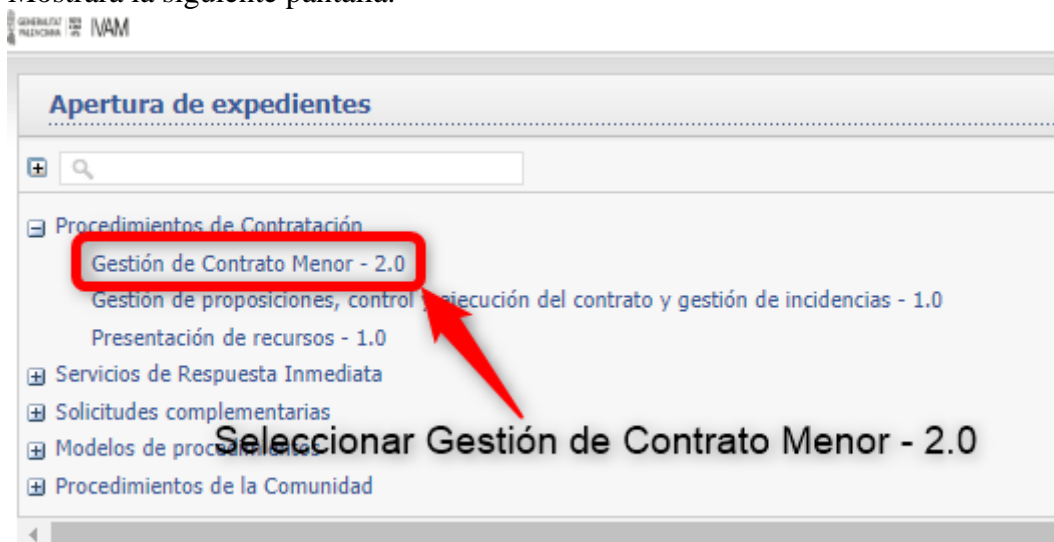 Mostrará la siguiente pantalla:
GENERALITAT VALENCIANA IVAM
Apertura de expedientes
Procedimientos de Contratación
Gestión de Contrato Menor - 2.0
Gestión de proposiciones, control y ejecución del contrato y gestión de incidencias - 1.0
Presentación de recursos - 1.0
Servicios de Respuesta Inmediata
Solicitudes complementarias
Seleccionar Gestión de Contrato Menor - 2.0
Modelos de procedimientos
Procedimientos de la Comunidad